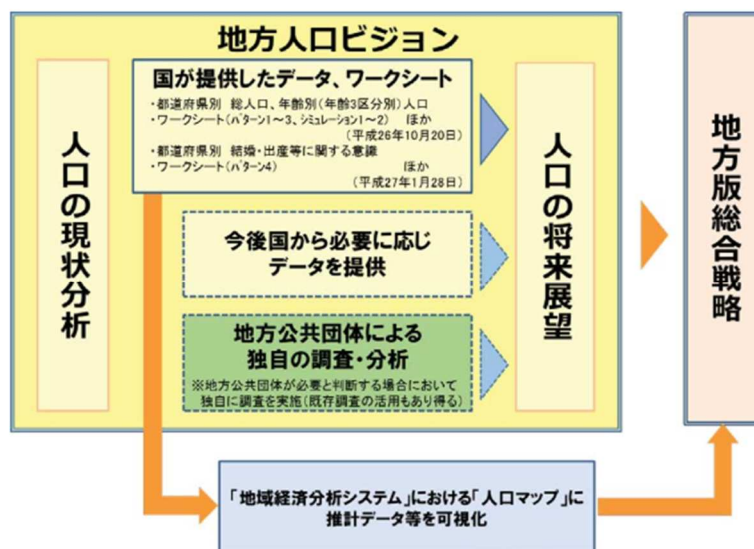 地方人口ビジョン
人口の現状分析
国が提供したデータ、ワークシート
・都道府県別 総人口、年齢別(年齢3区分別)人口
・ワークシート(パターン1～3、シミュレーション1～2) ほか
(平成26年10月20日)
・都道府県別 結婚・出産等に関する意識
・ワークシート(パターン4) ほか
(平成27年1月28日)
今後国から必要に応じ
データを提供
地方公共団体による
独自の調査・分析
※地方公共団体が必要と判断する場合において
独自に調査を実施(既存調査の活用もあり得る)
人口の将来展望
地方版総合戦略
「地域経済分析システム」における「人口マップ」に
推計データ等を可視化